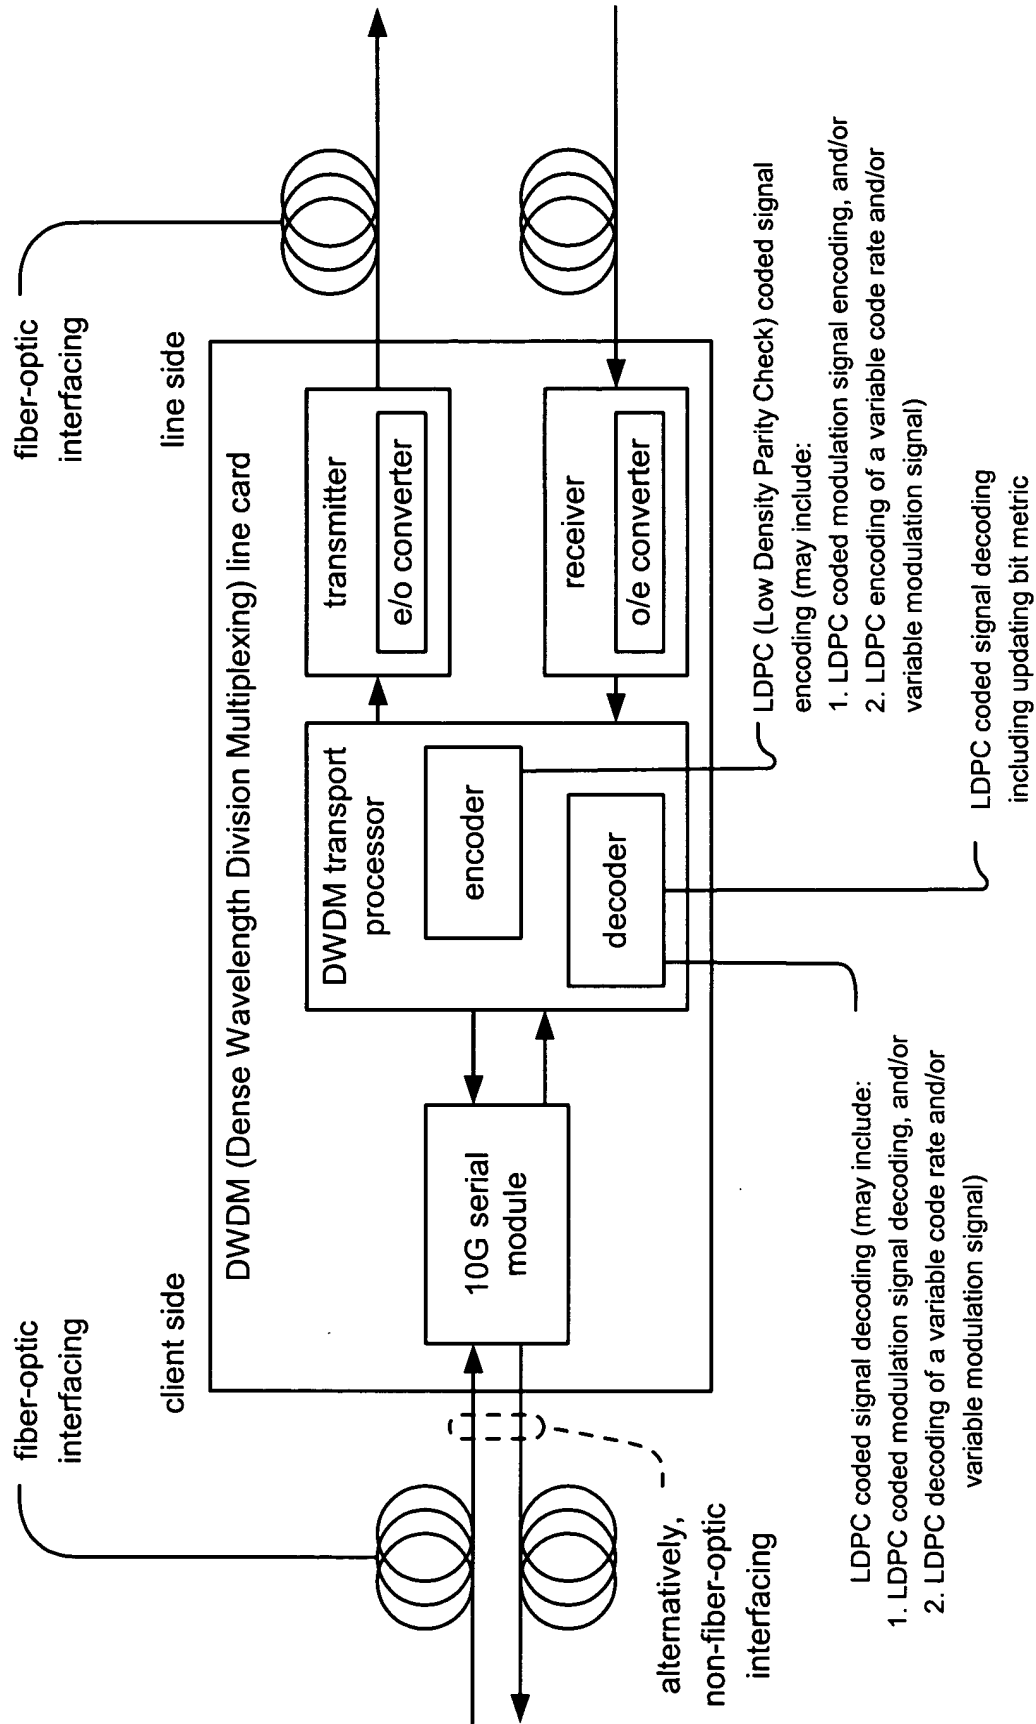 fiber-optic
interfacing
fiber-optic
interfacing
client side
line side
DWDM (Dense Wavelength Division Multiplexing) line card
10G serial
module
DWDM transport
processor
encoder
decoder
transmitter
e/o converter
receiver
o/e converter
alternatively,
non-fiber-optic
interfacing
LDPC (Low Density Parity Check) coded signal
encoding (may include:
1. LDPC coded modulation signal encoding, and/or
2. LDPC encoding of a variable code rate and/or
variable modulation signal)
LDPC coded signal decoding (may include:
1. LDPC coded modulation signal decoding, and/or
2. LDPC decoding of a variable code rate and/or
variable modulation signal)
LDPC coded signal decoding
including updating bit metric